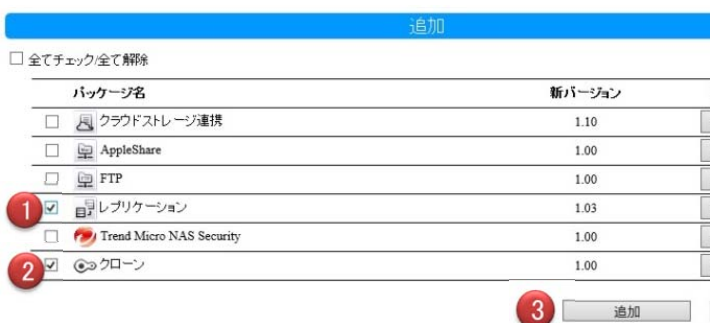 追加
全てチェック/全て解除
パッケージ名 新バージョン
クラウドストレージ連携 1.10
AppleShare 1.00
FTP 1.00
1 レプリケーション 1.03
Trend Micro NAS Security 1.00
2 クローン 1.00
3 追加